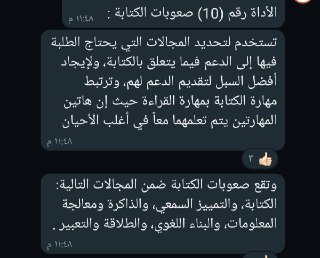 الأداة رقم (10) صعوبات الكتابة :
١١:٤٨ م
تستخدم لتحديد المجالات التي يحتاج الطلبة
فيها إلى الدعم فيما يتعلق بالكتابة، ولإيجاد
أفضل السبل لتقديم الدعم لهم، وترتبط
مهارة الكتابة بمهارة القراءة حيث إن هاتين
المهارتين يتم تعلمهما معاً في أغلب الأحيان
١١:٤٨ م
٣
وتقع صعوبات الكتابة ضمن المجالات التالية:
الكتابة، والتمييز السمعي، والذاكرة ومعالجة
المعلومات، والبناء اللغوي، والطلاقة والتعبير .
١١:٤٨ م